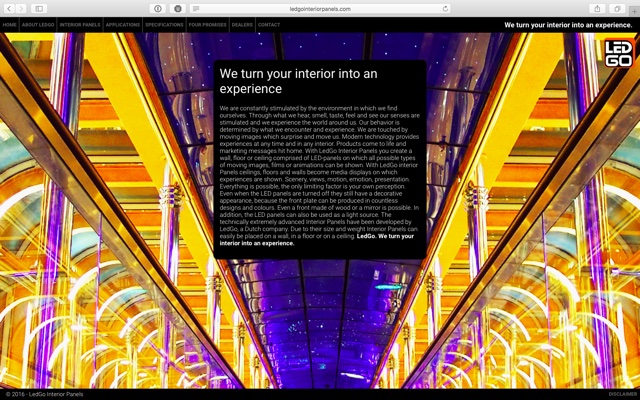 ledgointeriorpanels.com
HOME ABOUT LEDGO INTERIOR PANELS APPLICATIONS SPECIFICATIONS FOUR PROMISES DEALERS CONTACT We turn your interior into an experience.
LED
GO
We turn your interior into an
experience
We are constantly stimulated by the environment in which we find
ourselves. Through what we hear, smell, taste, feel and see our senses are
stimulated and we experience the world around us. Our behavior is
determined by what we encounter and experience. We are touched by
moving images which surprise and move us. Modern technology provides
experiences at any time and in any interior. Products come to life and
marketing messages hit home. With LedGo Interior Panels you create a
wall, floor or ceiling comprised of LED-panels on which all possible types
of moving images, films or animations can be shown. With LedGo interior
Panels ceilings, floors and walls become media displays on which
experiences are shown. Scenery, views, motion, emotion, presentation.
Everything is possible, the only limiting factor is your own perception.
Even when the LED panels are turned off they still have a decorative
appearance, because the front plate can be produced in countless
designs and colours. Even a front made of wood or a mirror is possible. In
addition, the LED panels can also be used as a light source. The
technically extremely advanced Interior Panels have been developed by
LedGo, a Dutch company. Due to their size and weight Interior Panels can
easily be placed on a wall, in a floor or on a ceiling. LedGo. We turn your
interior into an experience.
© 2016 - LedGo Interior Panels DISCLAIMER